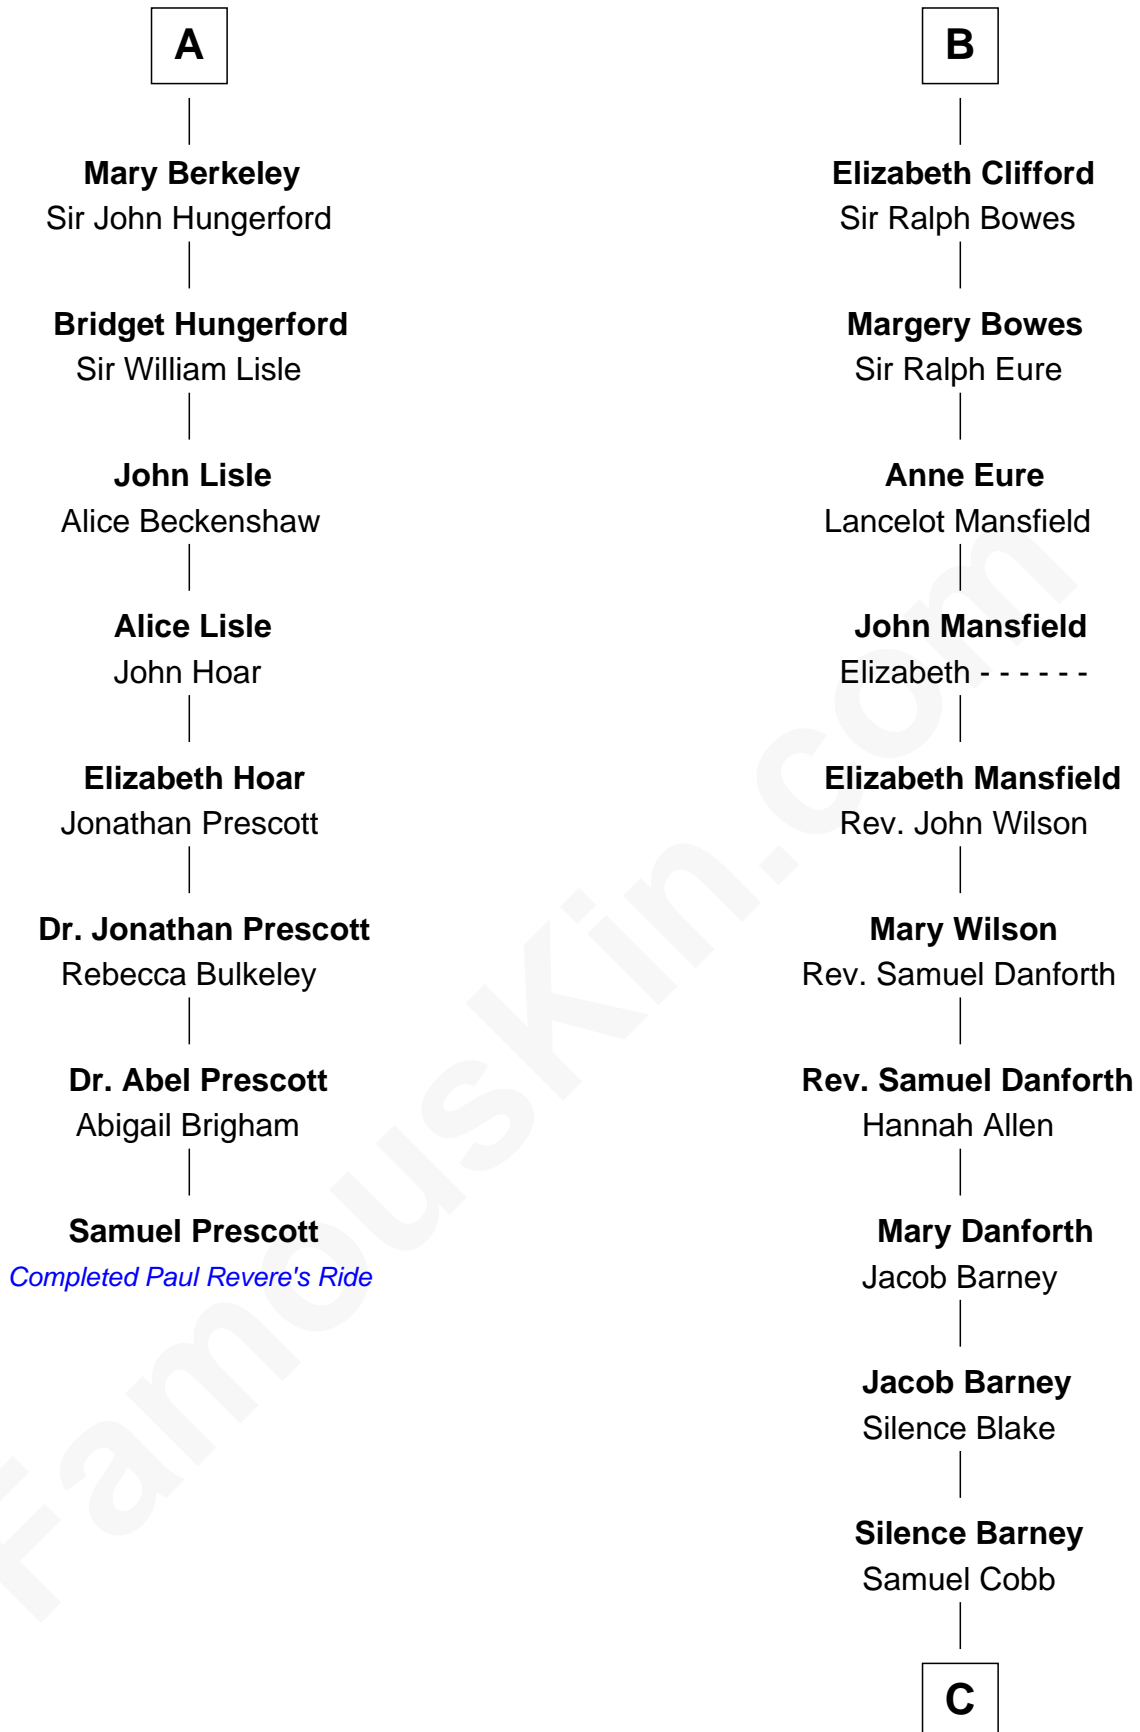 A
Mary Berkeley
Sir John Hungerford
Bridget Hungerford
Sir William Lisle
John Lisle
Alice Beckenshaw
Alice Lisle
John Hoar
Elizabeth Hoar
Jonathan Prescott
Dr. Jonathan Prescott
Rebecca Bulkeley
Dr. Abel Prescott
Abigail Brigham
Samuel Prescott
Completed Paul Revere's Ride
B
Elizabeth Clifford
Sir Ralph Bowes
Margery Bowes
Sir Ralph Eure
Anne Eure
Lancelot Mansfield
John Mansfield
Elizabeth - - - - - -
Elizabeth Mansfield
Rev. John Wilson
Mary Wilson
Rev. Samuel Danforth
Rev. Samuel Danforth
Hannah Allen
Mary Danforth
Jacob Barney
Jacob Barney
Silence Blake
Silence Barney
Samuel Cobb
C
FamousKin.com